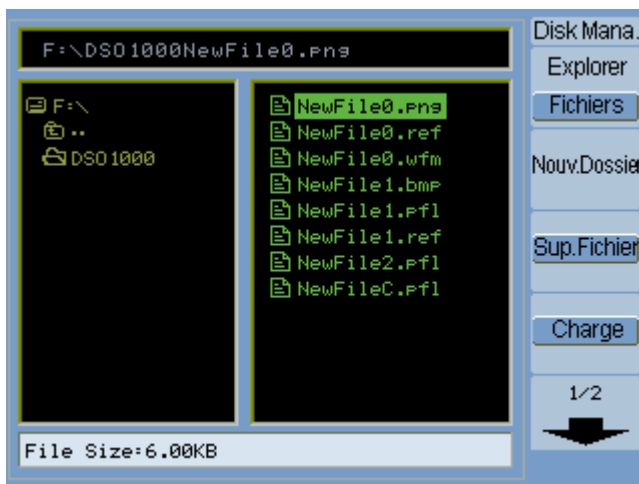 F:\DSO1000NewFile0.png
F:\
..
DSO1000
NewFile0.png
NewFile0.ref
NewFile0.wfm
NewFile1.bmp
NewFile1.pfl
NewFile1.ref
NewFile2.pfl
NewFileC.pfl
File Size:6.00KB
Disk Mana.
Explorer
Fichiers
Nouv.Dossie
Sup.Fichier
Charge
1/2